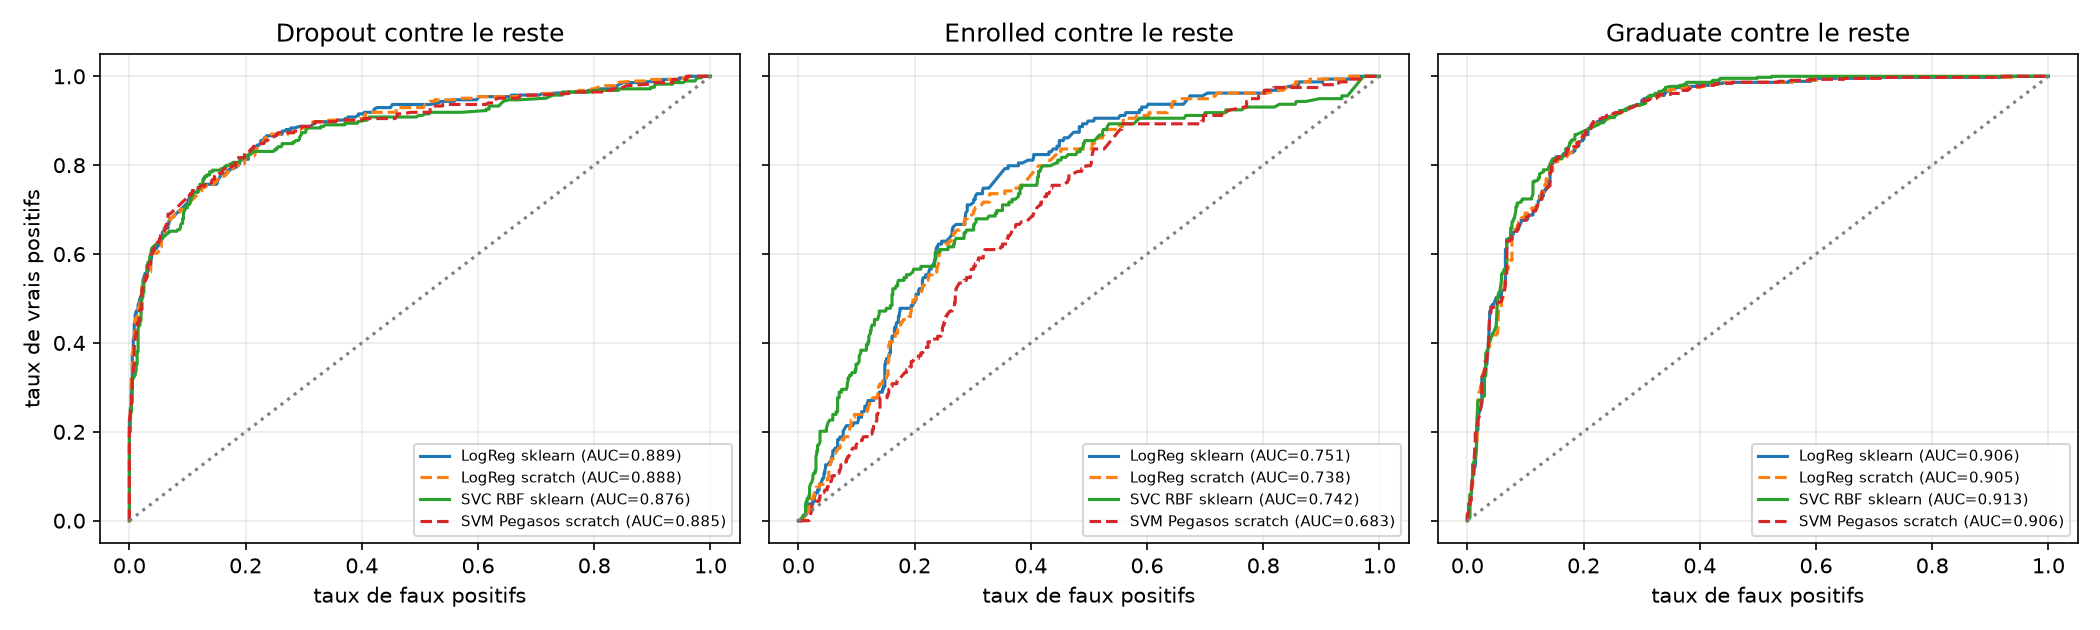 Dropout contre le reste
taux de vrais positifs
1.0
0.8
0.6
0.4
0.2
0.0
LogReg sklearn (AUC=0.889)
LogReg scratch (AUC=0.888)
SVC RBF sklearn (AUC=0.876)
SVM Pegasos scratch (AUC=0.885)
0.0 0.2 0.4 0.6 0.8 1.0
taux de faux positifs
Enrolled contre le reste
LogReg sklearn (AUC=0.751)
LogReg scratch (AUC=0.738)
SVC RBF sklearn (AUC=0.742)
SVM Pegasos scratch (AUC=0.683)
0.0 0.2 0.4 0.6 0.8 1.0
taux de faux positifs
Graduate contre le reste
LogReg sklearn (AUC=0.906)
LogReg scratch (AUC=0.905)
SVC RBF sklearn (AUC=0.913)
SVM Pegasos scratch (AUC=0.906)
0.0 0.2 0.4 0.6 0.8 1.0
taux de faux positifs